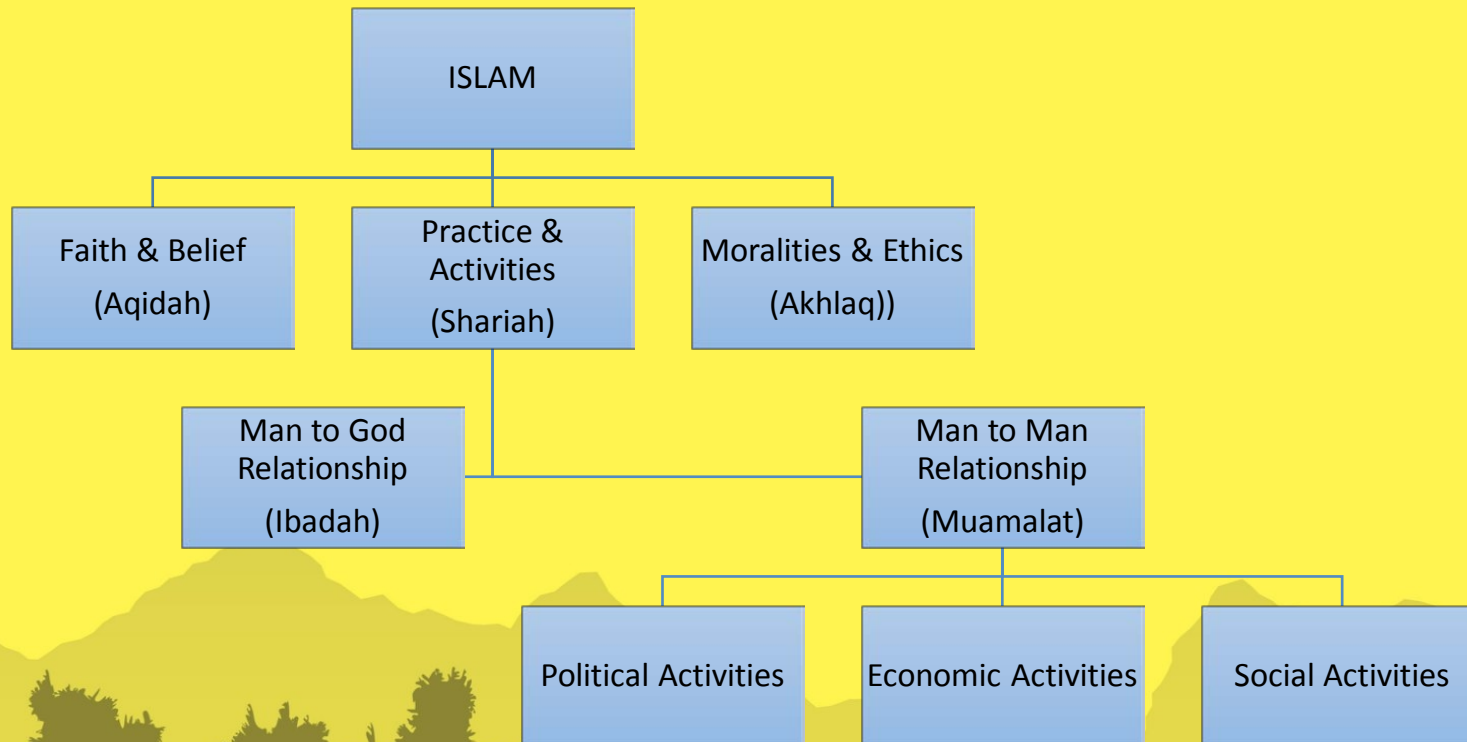 ISLAM
Faith & Belief
(Aqidah)
Practice &
Activities
(Shariah)
Moralities & Ethics
(Akhlaq))
Man to God
Relationship
(Ibadah)
Man to Man
Relationship
(Muamalat)
Political Activities
Economic Activities
Social Activities